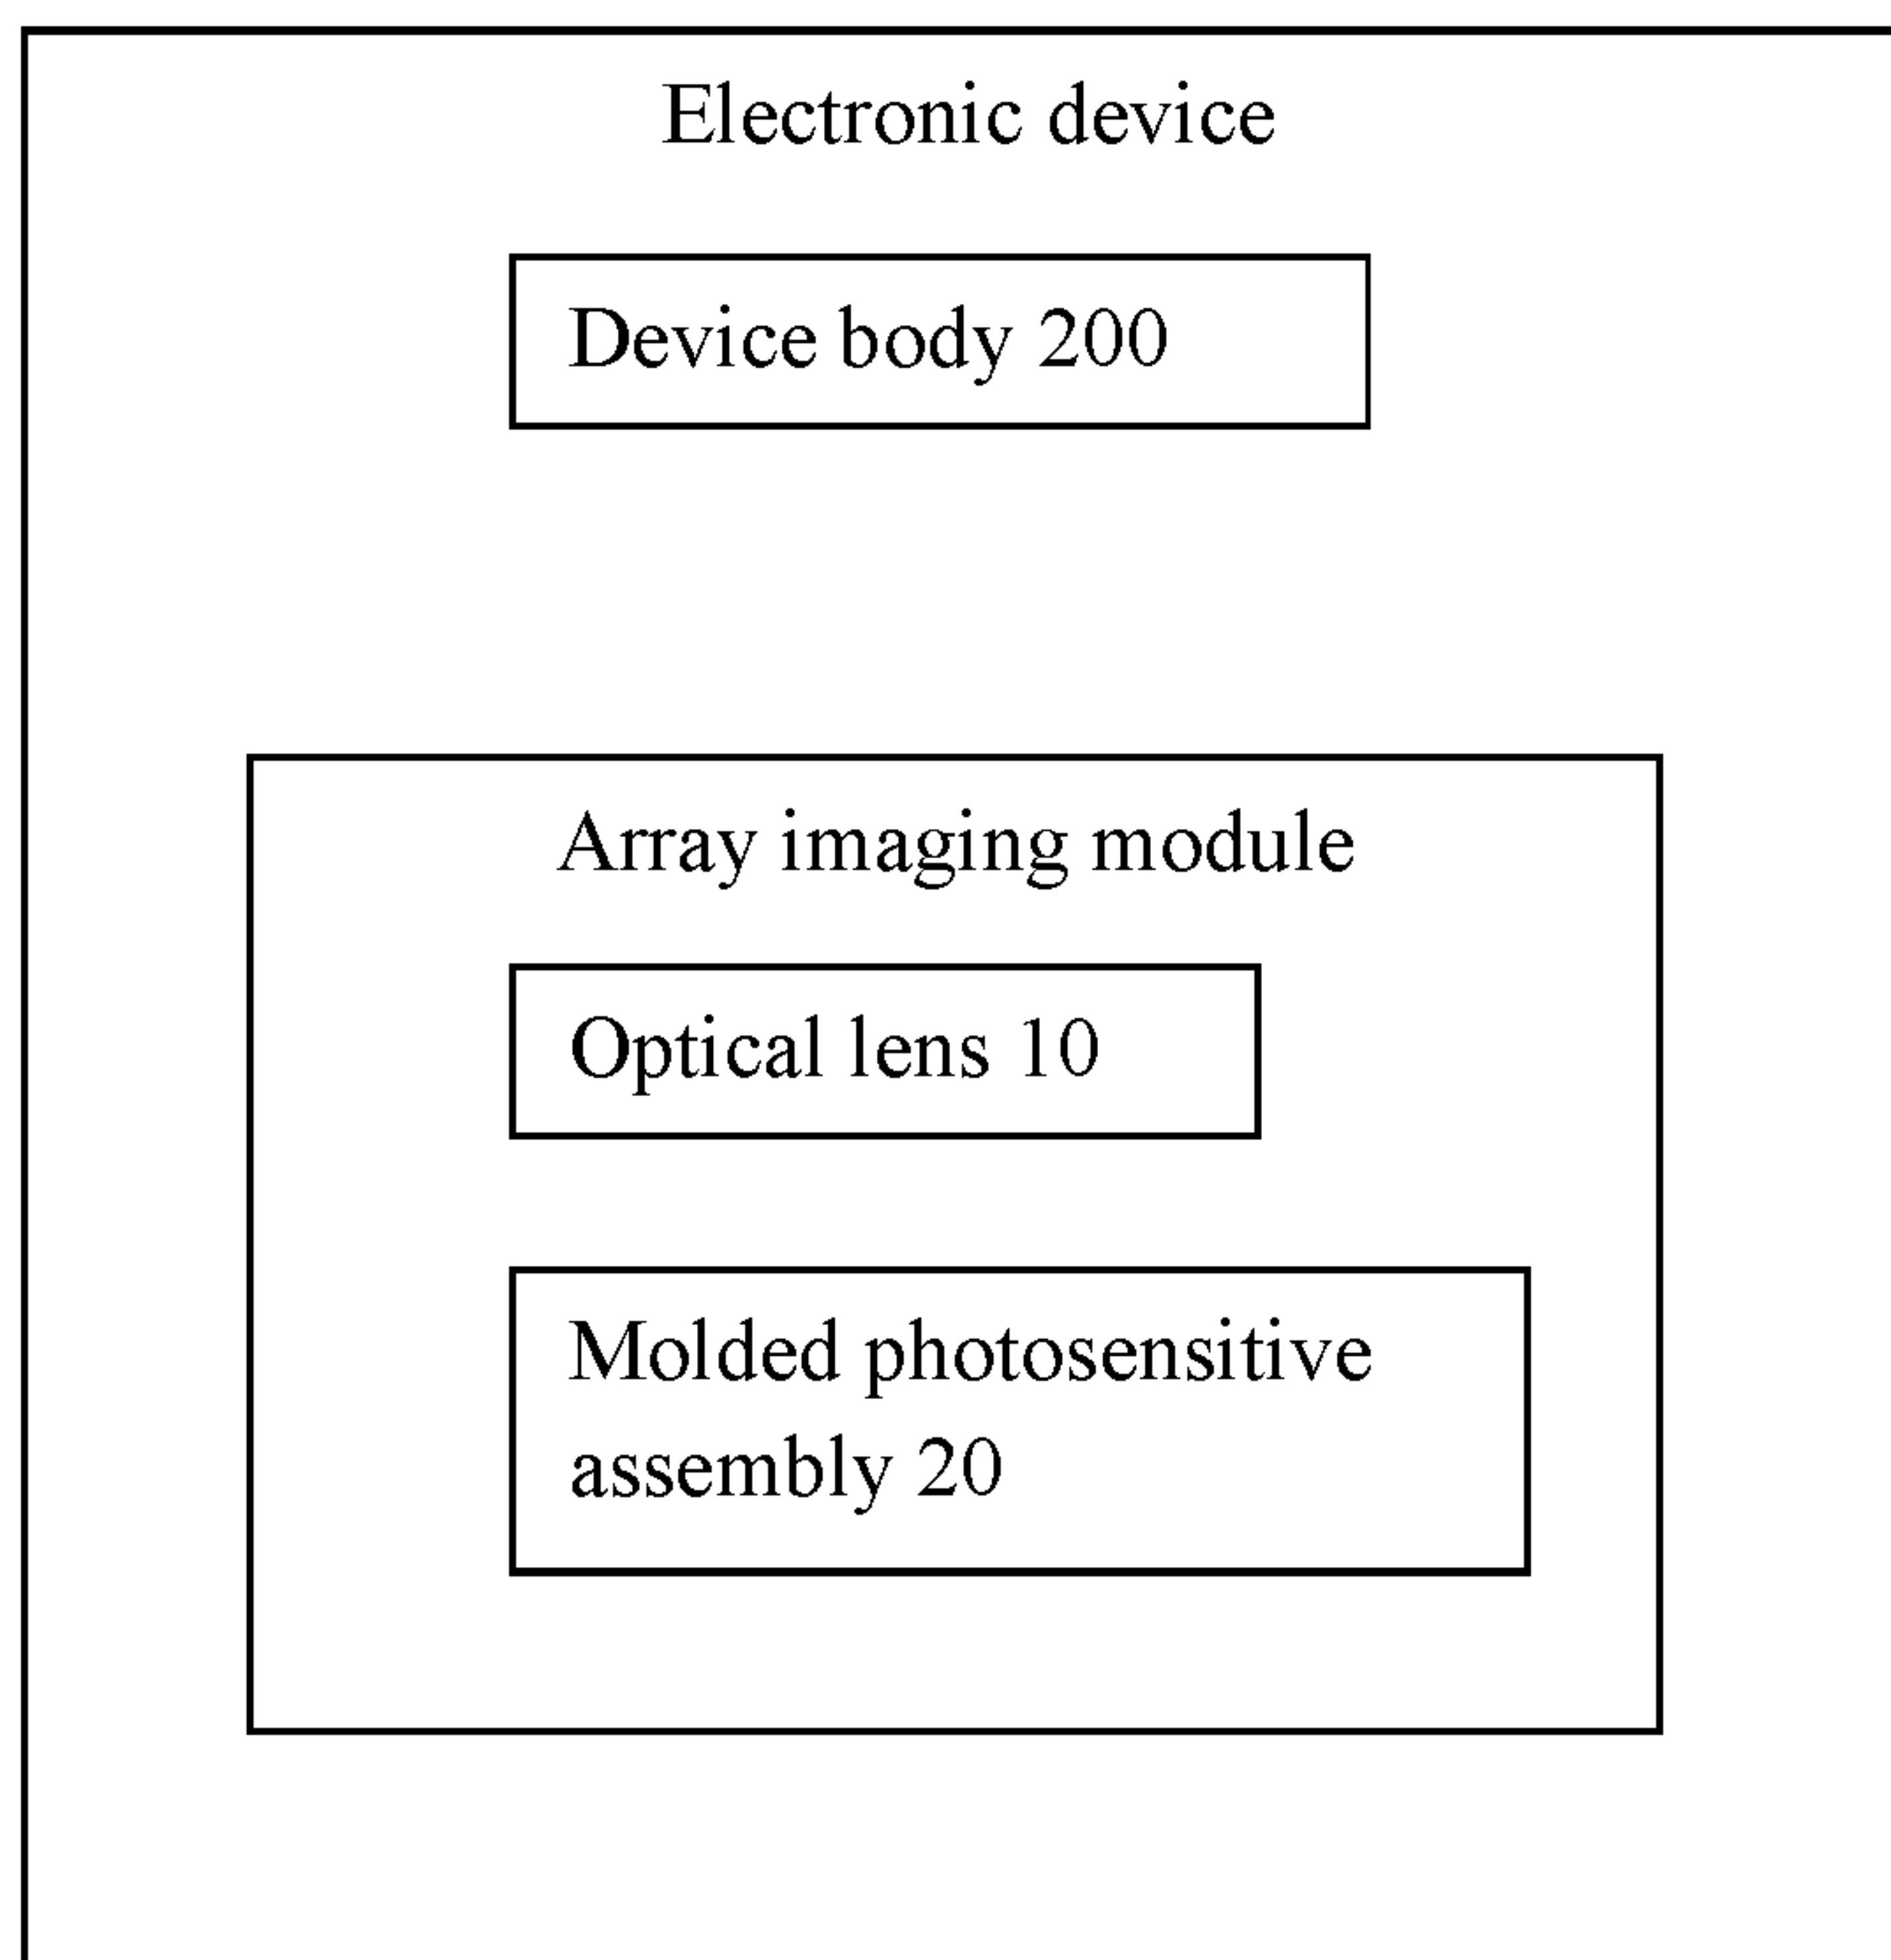 Electronic device
Device body 200
Array imaging module
Optical lens 10
Molded photosensitive
assembly 20